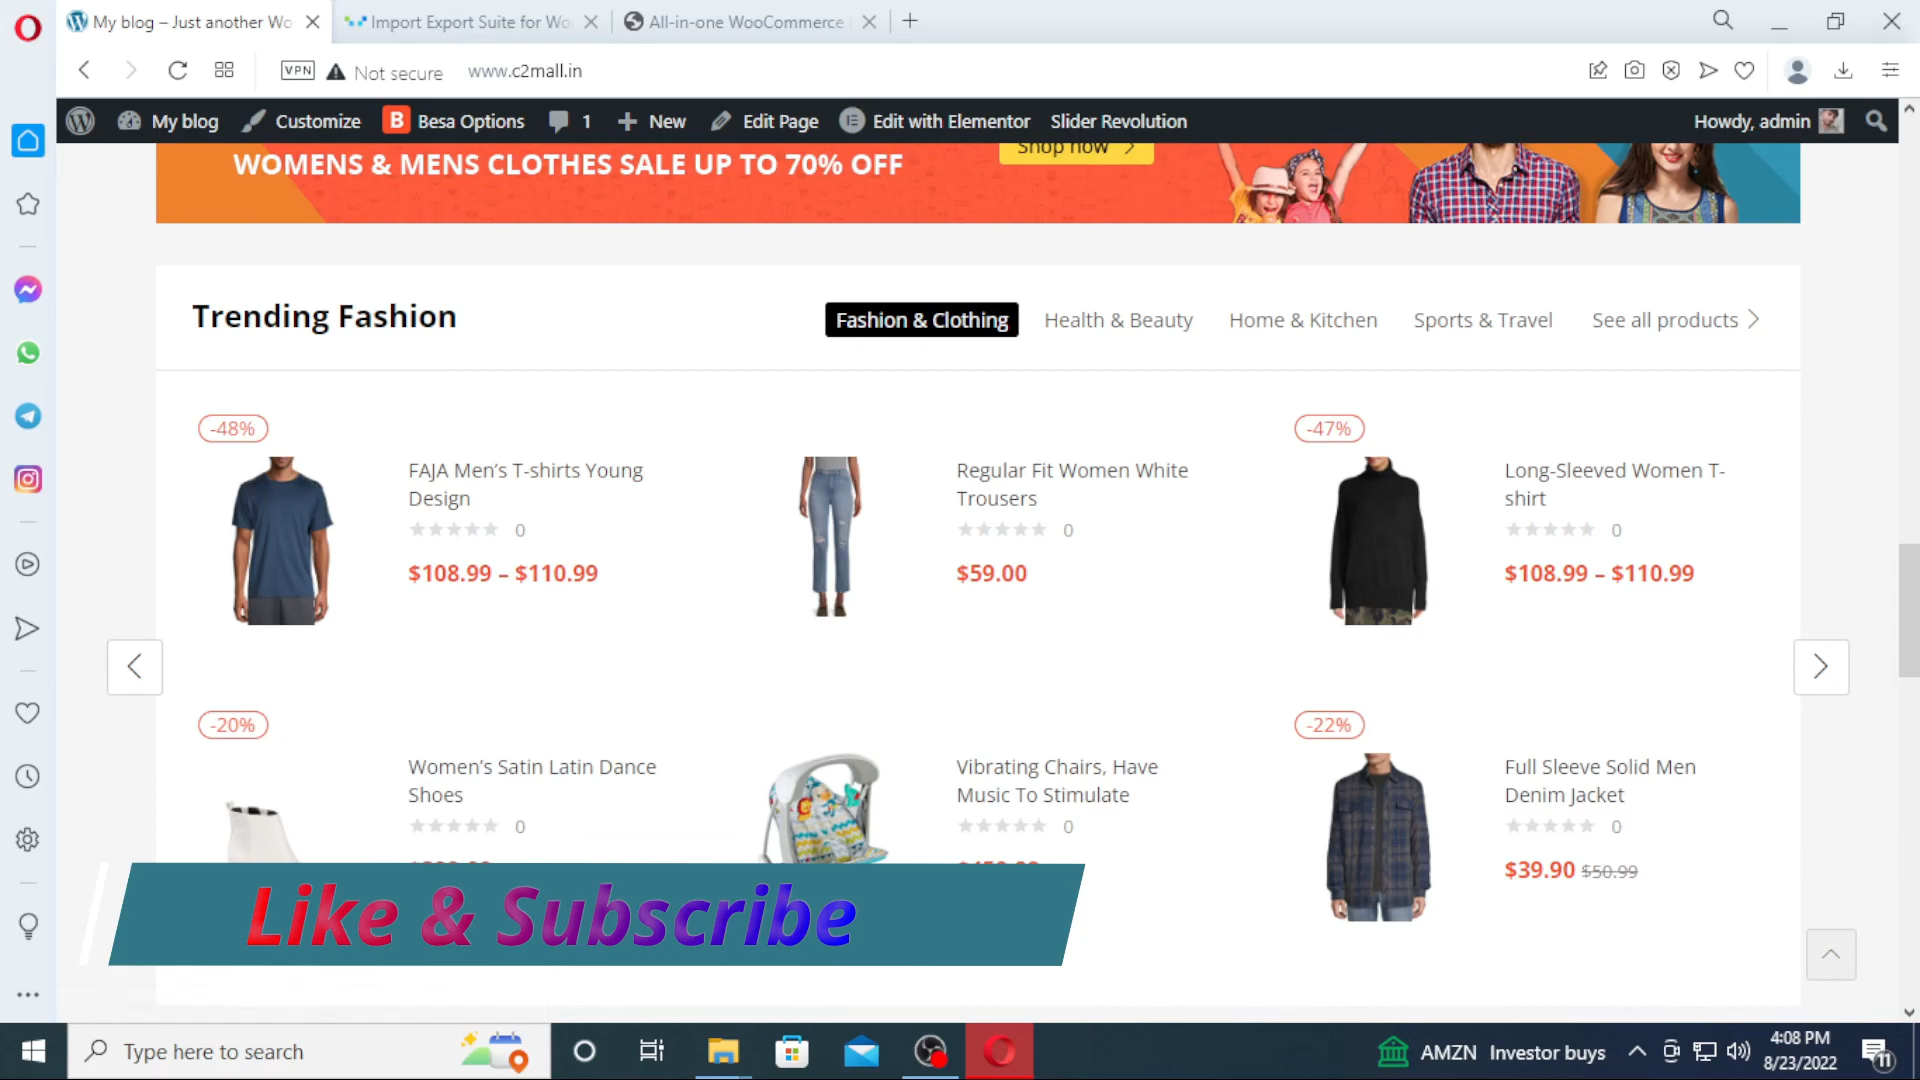 My blog – Just another Wo
Import Export Suite for Wo
All-in-one WooCommerce
VPN
Not secure
www.c2mall.in
My blog
Customize
B
Besa Options
1
New
Edit Page
Edit with Elementor
Slider Revolution
Howdy, admin
WOMENS & MENS CLOTHES SALE UP TO 70% OFF
Shop now
Trending Fashion
Fashion & Clothing
Health & Beauty
Home & Kitchen
Sports & Travel
See all products
-48%
FAJA Men's T-shirts Young
Design
0
$108.99 – $110.99
Regular Fit Women White
Trousers
0
$59.00
-47%
Long-Sleeved Women T-
shirt
0
$108.99 – $110.99
-20%
Women's Satin Latin Dance
Shoes
0
Vibrating Chairs, Have
Music To Stimulate
0
-22%
Full Sleeve Solid Men
Denim Jacket
0
$39.90 $50.99
Like & Subscribe
Type here to search
AMZN Investor buys
4:08 PM
8/23/2022
11